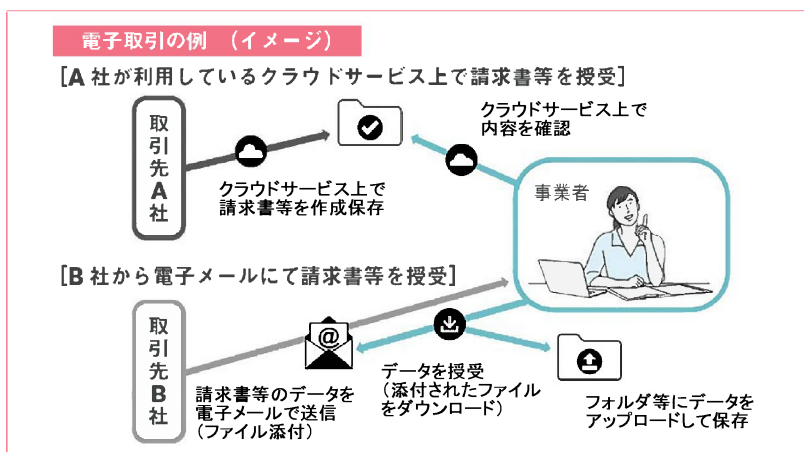 電子取引の例 （イメージ）
[A 社が利用しているクラウドサービス上で請求書等を授受]
取引先A社
クラウドサービス上で
請求書等を作成保存
クラウドサービス上で
内容を確認
事業者
[B 社から電子メールにて請求書等を授受]
取引先B社
@
請求書等のデータを
電子メールで送信
（ファイル添付）
データを授受
（添付されたファイル
をダウンロード）
フォルダ等にデータを
アップロードして保存